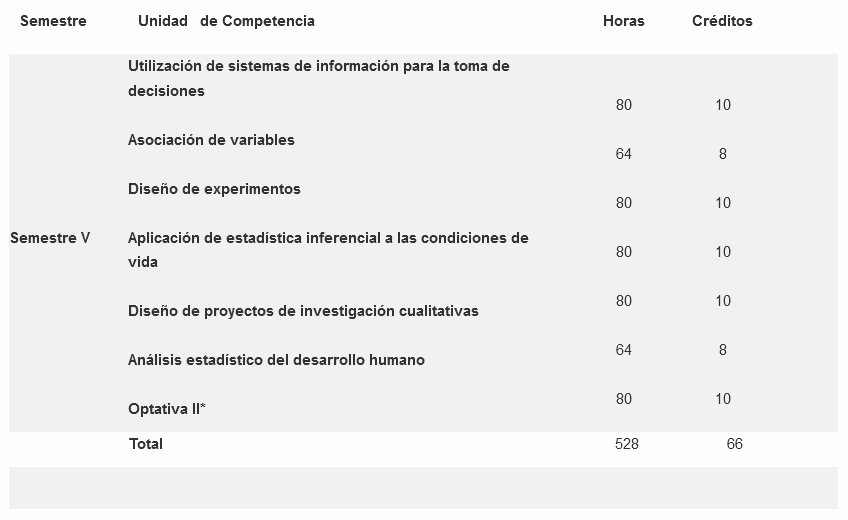 Semestre Unidad de Competencia Horas Créditos
Utilización de sistemas de información para la toma de
decisiones
80 10
Asociación de variables
64 8
Diseño de experimentos
80 10
Semestre V Aplicación de estadística inferencial a las condiciones de
80 10
vida
80 10
Diseño de proyectos de investigación cualitativas
64 8
Análisis estadístico del desarrollo humano
80 10
Optativa II*
Total 528 66